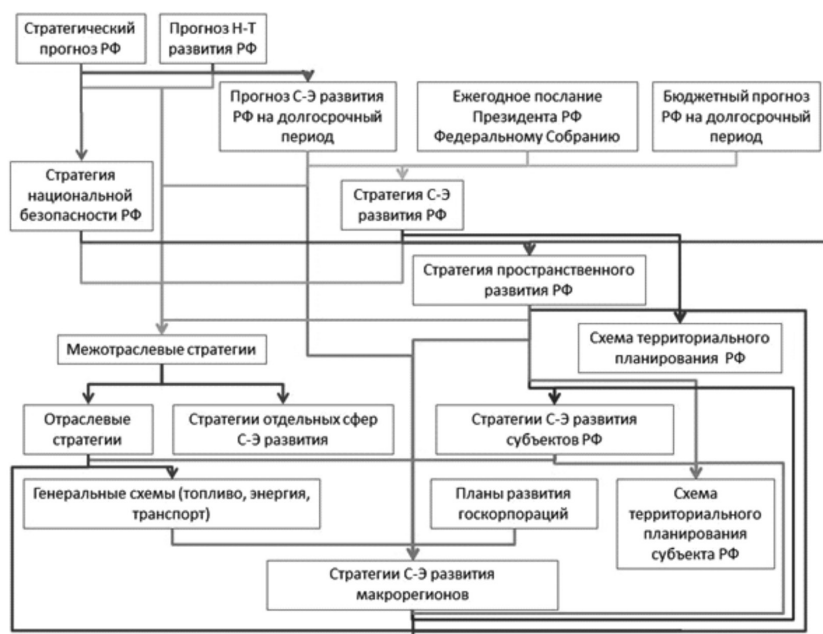 Стратегический
прогноз РФ
Прогноз Н-Т
развития РФ
Прогноз С-Э развития
РФ на долгосрочный
период
Ежегодное послание
Президента РФ
Федеральному Собранию
Бюджетный прогноз
РФ на долгосрочный
период
Стратегия
национальной
безопасности РФ
Стратегия С-Э
развития РФ
Стратегия пространственного
развития РФ
Межотраслевые стратегии
Схема территориального
планирования РФ
Отраслевые
стратегии
Стратегии отдельных сфер
С-Э развития
Стратегии С-Э развития
субъектов РФ
Генеральные схемы (топливо, энергия,
транспорт)
Планы развития
госкорпораций
Схема
территориального
планирования
субъекта РФ
Стратегии С-Э развития
макрорегионов